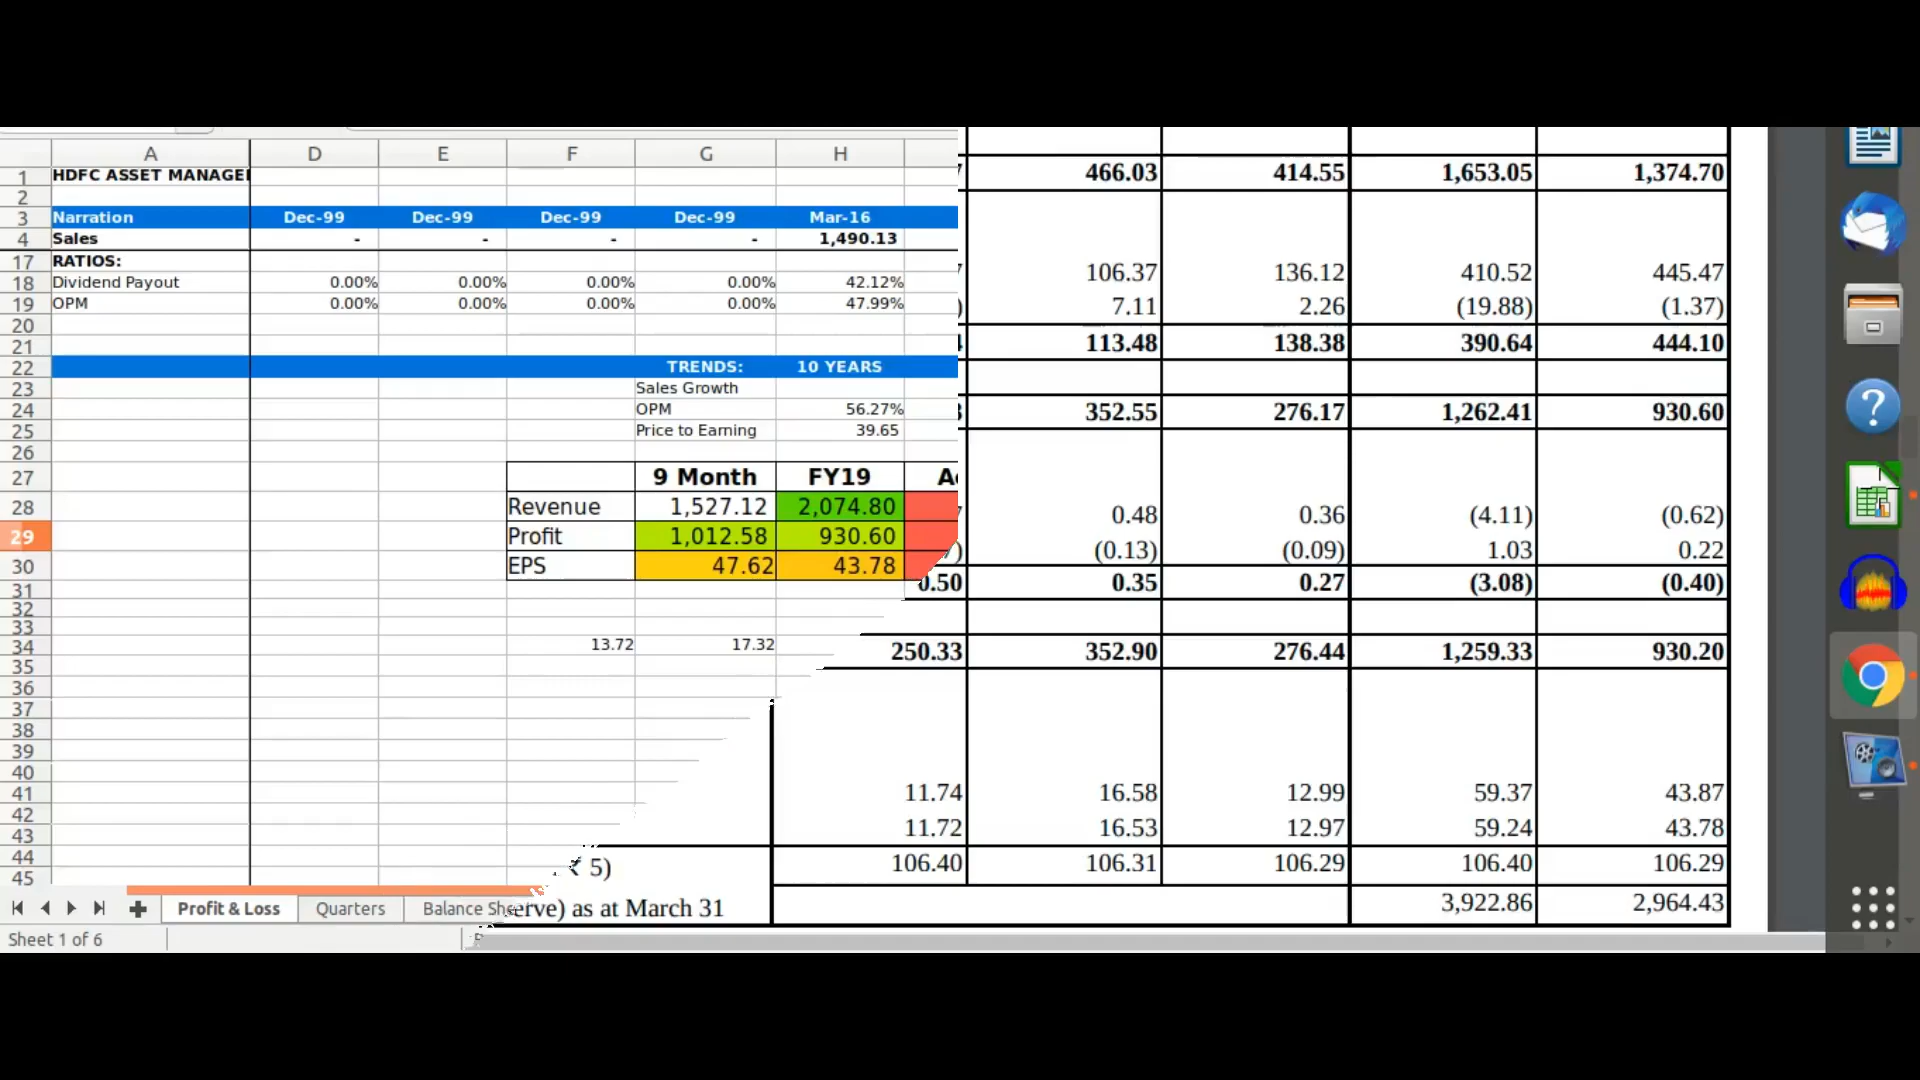 A D E F G H
1 HDFC ASSET MANAGE
2
3 Narration Dec-99 Dec-99 Dec-99 Dec-99 Mar-16
4 Sales - - - - 1,490.13
17 RATIOS:
18 Dividend Payout 0.00% 0.00% 0.00% 0.00% 42.12%
19 OPM 0.00% 0.00% 0.00% 0.00% 47.99%
20
21
22 TRENDS: 10 YEARS
23 Sales Growth
24 OPM 56.27%
25 Price to Earning 39.65
26
27 9 Month FY19
28 Revenue 1,527.12 2,074.80
29 Profit 1,012.58 930.60
30 EPS 47.62 43.78
31
32
33
34 13.72 17.32
35
36
37
38
39
40
41
42
43
44
45
Profit & Loss Quarters Balance She
Sheet 1 of 6
466.03 414.55 1,653.05 1,374.70
106.37 136.12 410.52 445.47
) 7.11 2.26 (19.88) (1.37)
113.48 138.38 390.64 444.10
352.55 276.17 1,262.41 930.60
0.48 0.36 (4.11) (0.62)
(0.13) (0.09) 1.03 0.22
0.50 0.35 0.27 (3.08) (0.40)
250.33 352.90 276.44 1,259.33 930.20
11.74 16.58 12.99 59.37 43.87
11.72 16.53 12.97 59.24 43.78
5) 106.40 106.31 106.29 106.40 106.29
erve) as at March 31 3,922.86 2,964.43